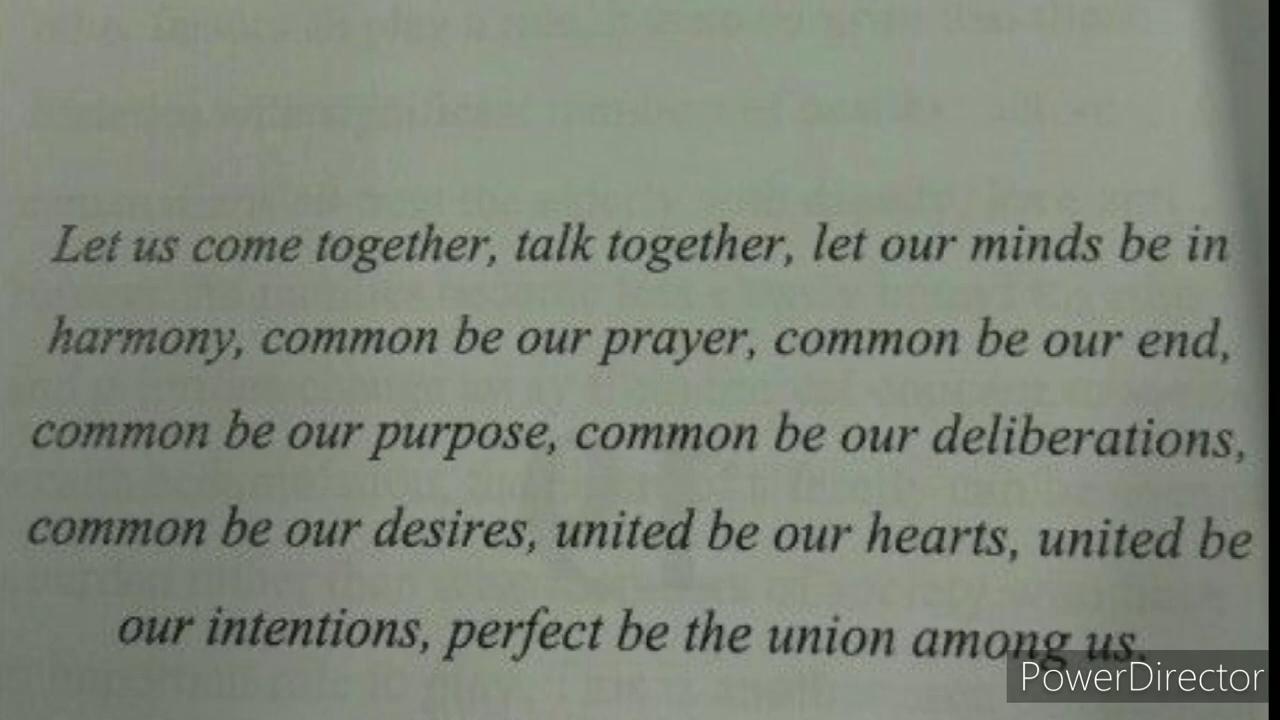 Let us come together, talk together, let our minds be in
harmony, common be our prayer, common be our end,
common be our purpose, common be our deliberations,
common be our desires, united be our hearts, united be
our intentions, perfect be the union among us.
PowerDirector